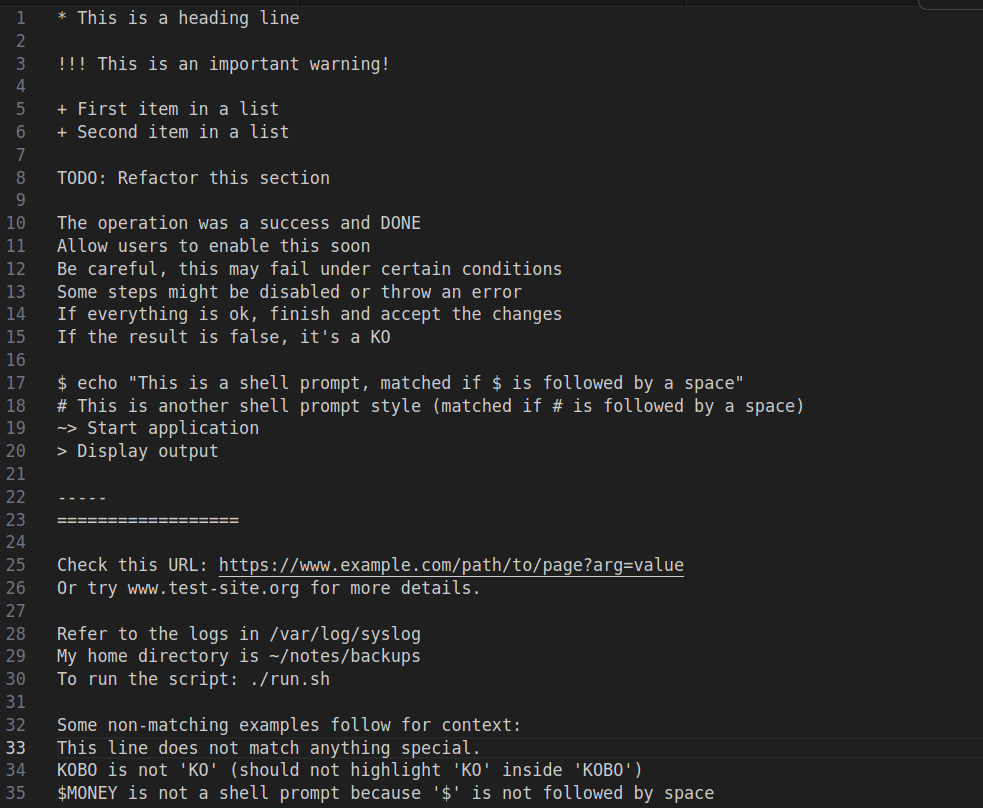 1 * This is a heading line
2
3 !!! This is an important warning!
4
5 + First item in a list
6 + Second item in a list
7
8 TODO: Refactor this section
9
10 The operation was a success and DONE
11 Allow users to enable this soon
12 Be careful, this may fail under certain conditions
13 Some steps might be disabled or throw an error
14 If everything is ok, finish and accept the changes
15 If the result is false, it's a KO
16
17 $ echo "This is a shell prompt, matched if $ is followed by a space"
18 # This is another shell prompt style (matched if # is followed by a space)
19 ~> Start application
20 > Display output
21
22 -----
23 ==================
24
25 Check this URL: https://www.example.com/path/to/page?arg=value
26 Or try www.test-site.org for more details.
27
28 Refer to the logs in /var/log/syslog
29 My home directory is ~/notes/backups
30 To run the script: ./run.sh
31
32 Some non-matching examples follow for context:
33 This line does not match anything special.
34 KOBO is not 'KO' (should not highlight 'KO' inside 'KOBO')
35 $MONEY is not a shell prompt because '$' is not followed by space